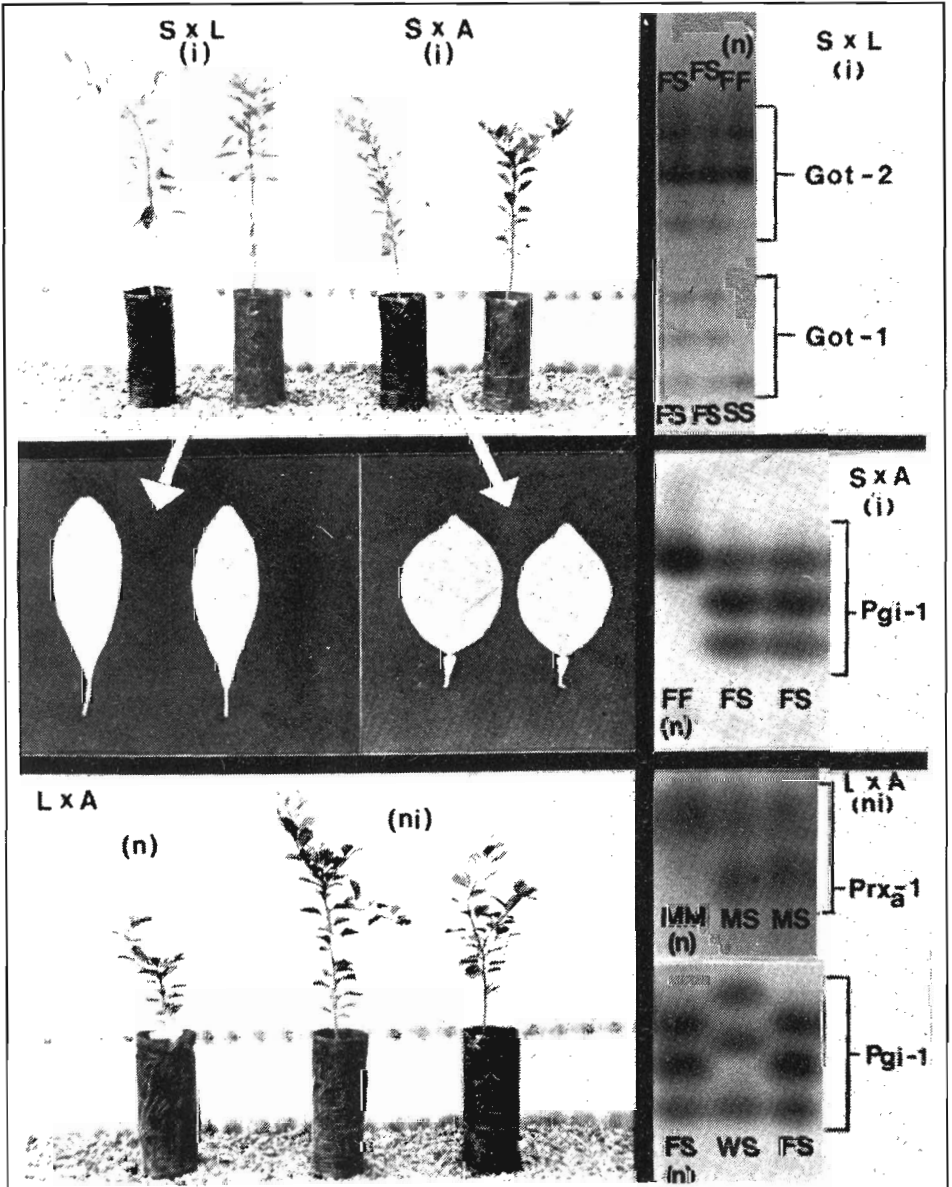 S x L
(i)
S x A
(i)
(n)
FS FS FF
S x L
(i)
Got-2
Got-1
FS FS SS
S x A
(i)
Pgi-1
FF FS FS
(n)
L x A
(n)
(ni)
L x A
(ni)
Prxa-1
MM MS MS
(n)
Pgi-1
FS WS FS
(n)